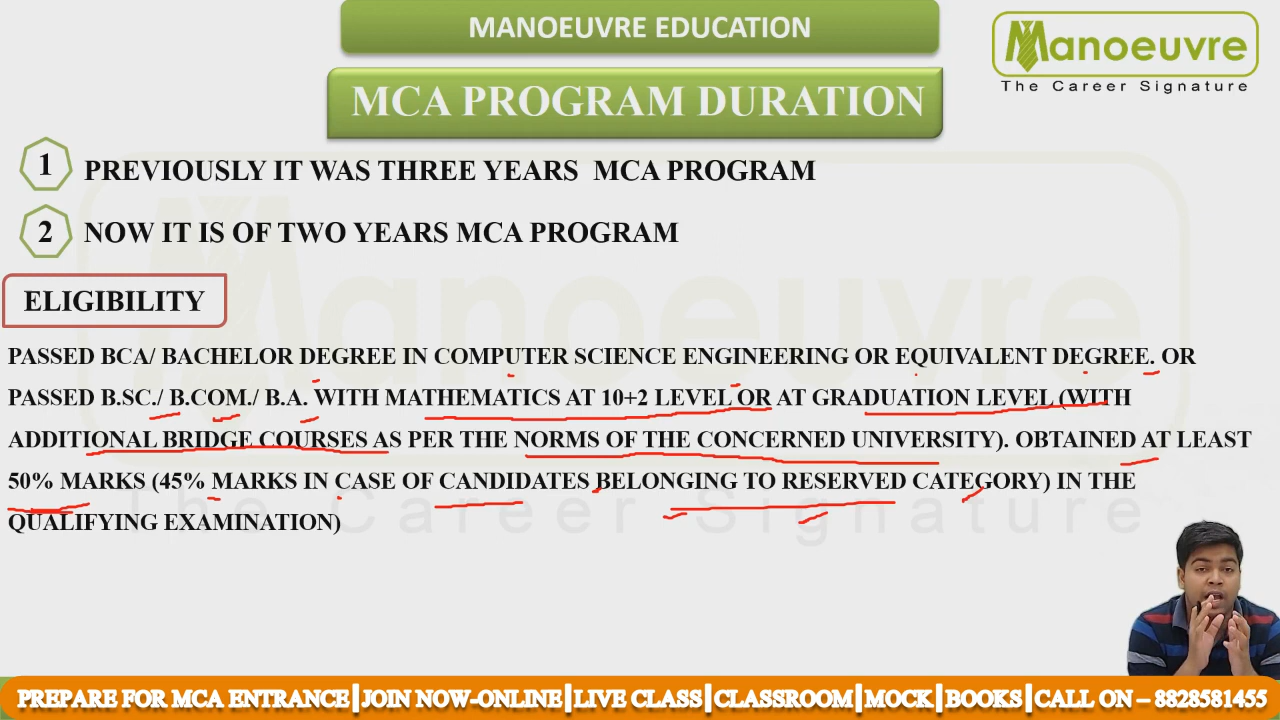 MANOEUVRE EDUCATION
Manoeuvre
The Career Signature
MCA PROGRAM DURATION
1 PREVIOUSLY IT WAS THREE YEARS MCA PROGRAM
2 NOW IT IS OF TWO YEARS MCA PROGRAM
ELIGIBILITY
PASSED BCA/ BACHELOR DEGREE IN COMPUTER SCIENCE ENGINEERING OR EQUIVALENT DEGREE. OR
PASSED B.SC./ B.COM./ B.A. WITH MATHEMATICS AT 10+2 LEVEL OR AT GRADUATION LEVEL (WITH
ADDITIONAL BRIDGE COURSES AS PER THE NORMS OF THE CONCERNED UNIVERSITY). OBTAINED AT LEAST
50% MARKS (45% MARKS IN CASE OF CANDIDATES BELONGING TO RESERVED CATEGORY) IN THE
QUALIFYING EXAMINATION)
Manoeuvre
The Career Signature
PREPARE FOR MCA ENTRANCE|JOIN NOW-ONLINE|LIVE CLASS|CLASSROOM|MOCK|BOOKS|CALL ON – 8828581455